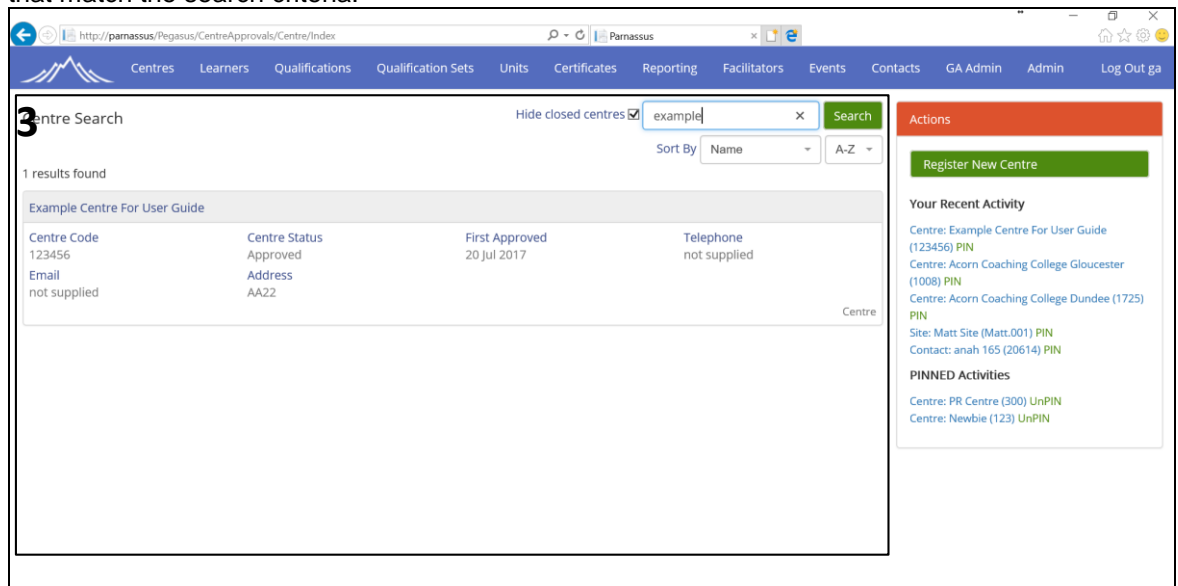 that match the search criteria.
http://parnassus/Pegasus/CentreApprovals/Centre/Index
Parnassus
Centres Learners Qualifications Qualification Sets Units Certificates Reporting Facilitators Events Contacts GA Admin Admin Log Out ga
3
Centre Search
Hide closed centres example Search
Sort By Name A-Z
1 results found
Example Centre For User Guide
Centre Code Centre Status First Approved Telephone
123456 Approved 20 Jul 2017 not supplied
Email Address
not supplied AA22
Centre
Actions
Register New Centre
Your Recent Activity
Centre: Example Centre For User Guide
(123456) PIN
Centre: Acorn Coaching College Gloucester
(1008) PIN
Centre: Acorn Coaching College Dundee (1725)
PIN
Site: Matt Site (Matt.001) PIN
Contact: anah 165 (20614) PIN
PINNED Activities
Centre: PR Centre (300) UnPIN
Centre: Newbie (123) UnPIN